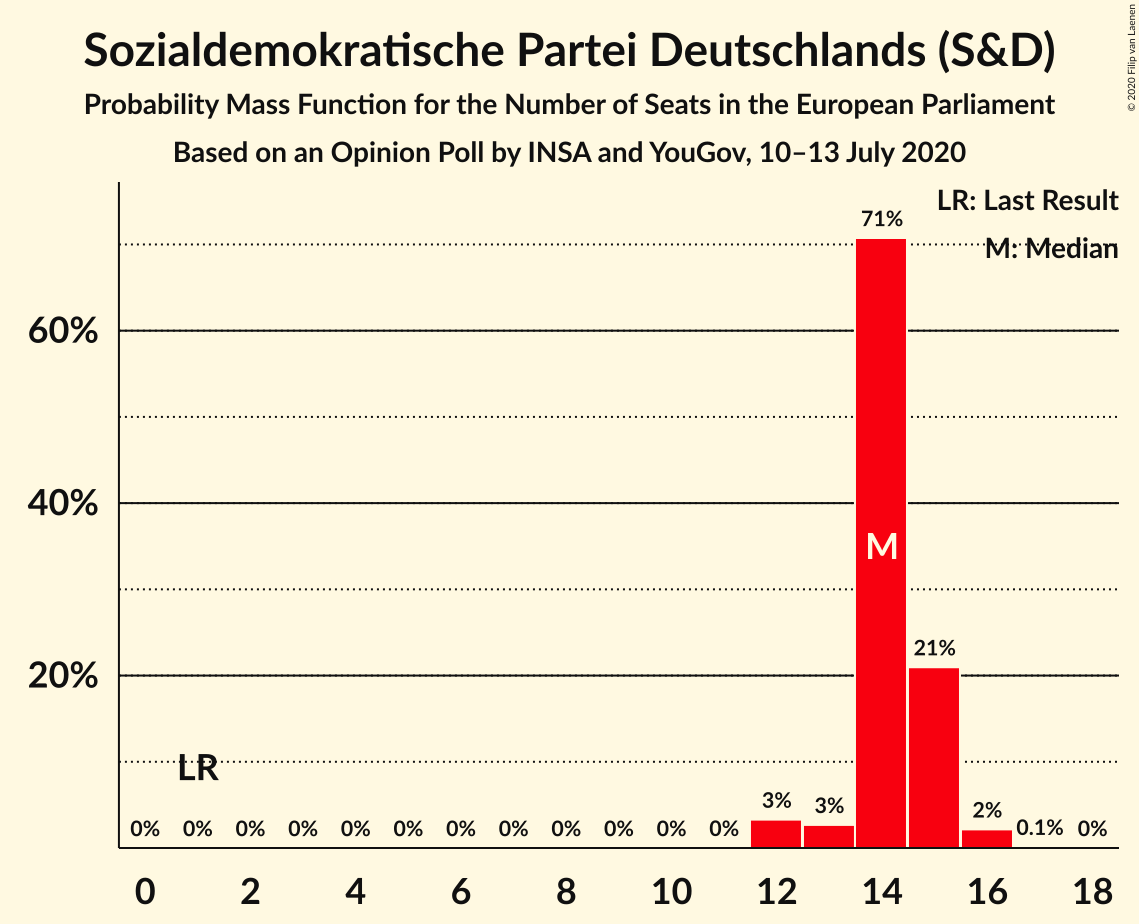 Sozialdemokratische Partei Deutschlands (S&D)
Probability Mass Function for the Number of Seats in the European Parliament
Based on an Opinion Poll by INSA and YouGov, 10–13 July 2020
© 2020 Filip van Laenen
LR: Last Result
M: Median
71%
60%
40%
M
21%
20%
LR
0% 0% 0% 0% 0% 0% 0% 0% 0% 0% 0% 0% 3% 3% 2% 0.1% 0%
0 2 4 6 8 10 12 14 16 18